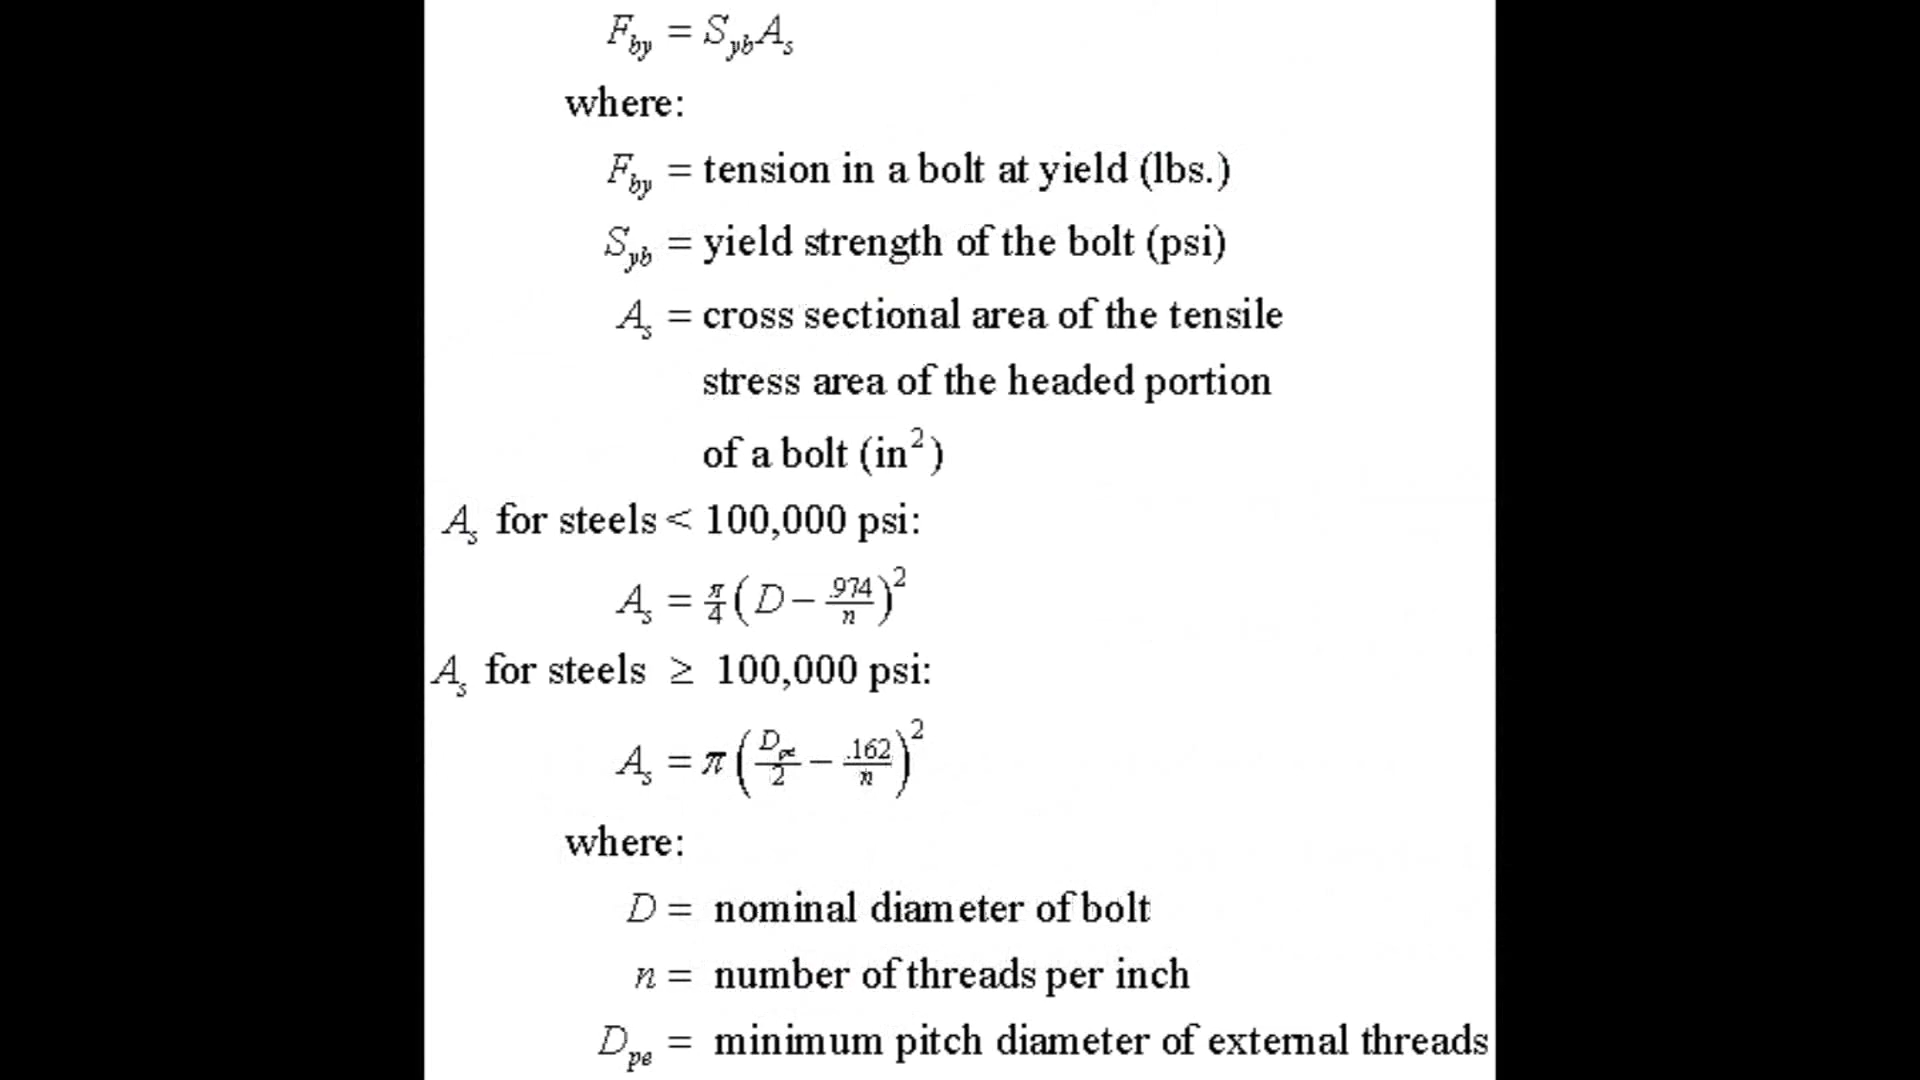 F_by = S_yb A_s
where:
F_by = tension in a bolt at yield (lbs.)
S_yb = yield strength of the bolt (psi)
A_s = cross sectional area of the tensile
stress area of the headed portion
of a bolt (in²)
A_s for steels < 100,000 psi:
A_s = π/4 (D − .974/n)²
A_s for steels ≥ 100,000 psi:
A_s = π (D_pe/2 − .162/n)²
where:
D = nominal diameter of bolt
n = number of threads per inch
D_pe = minimum pitch diameter of external threads